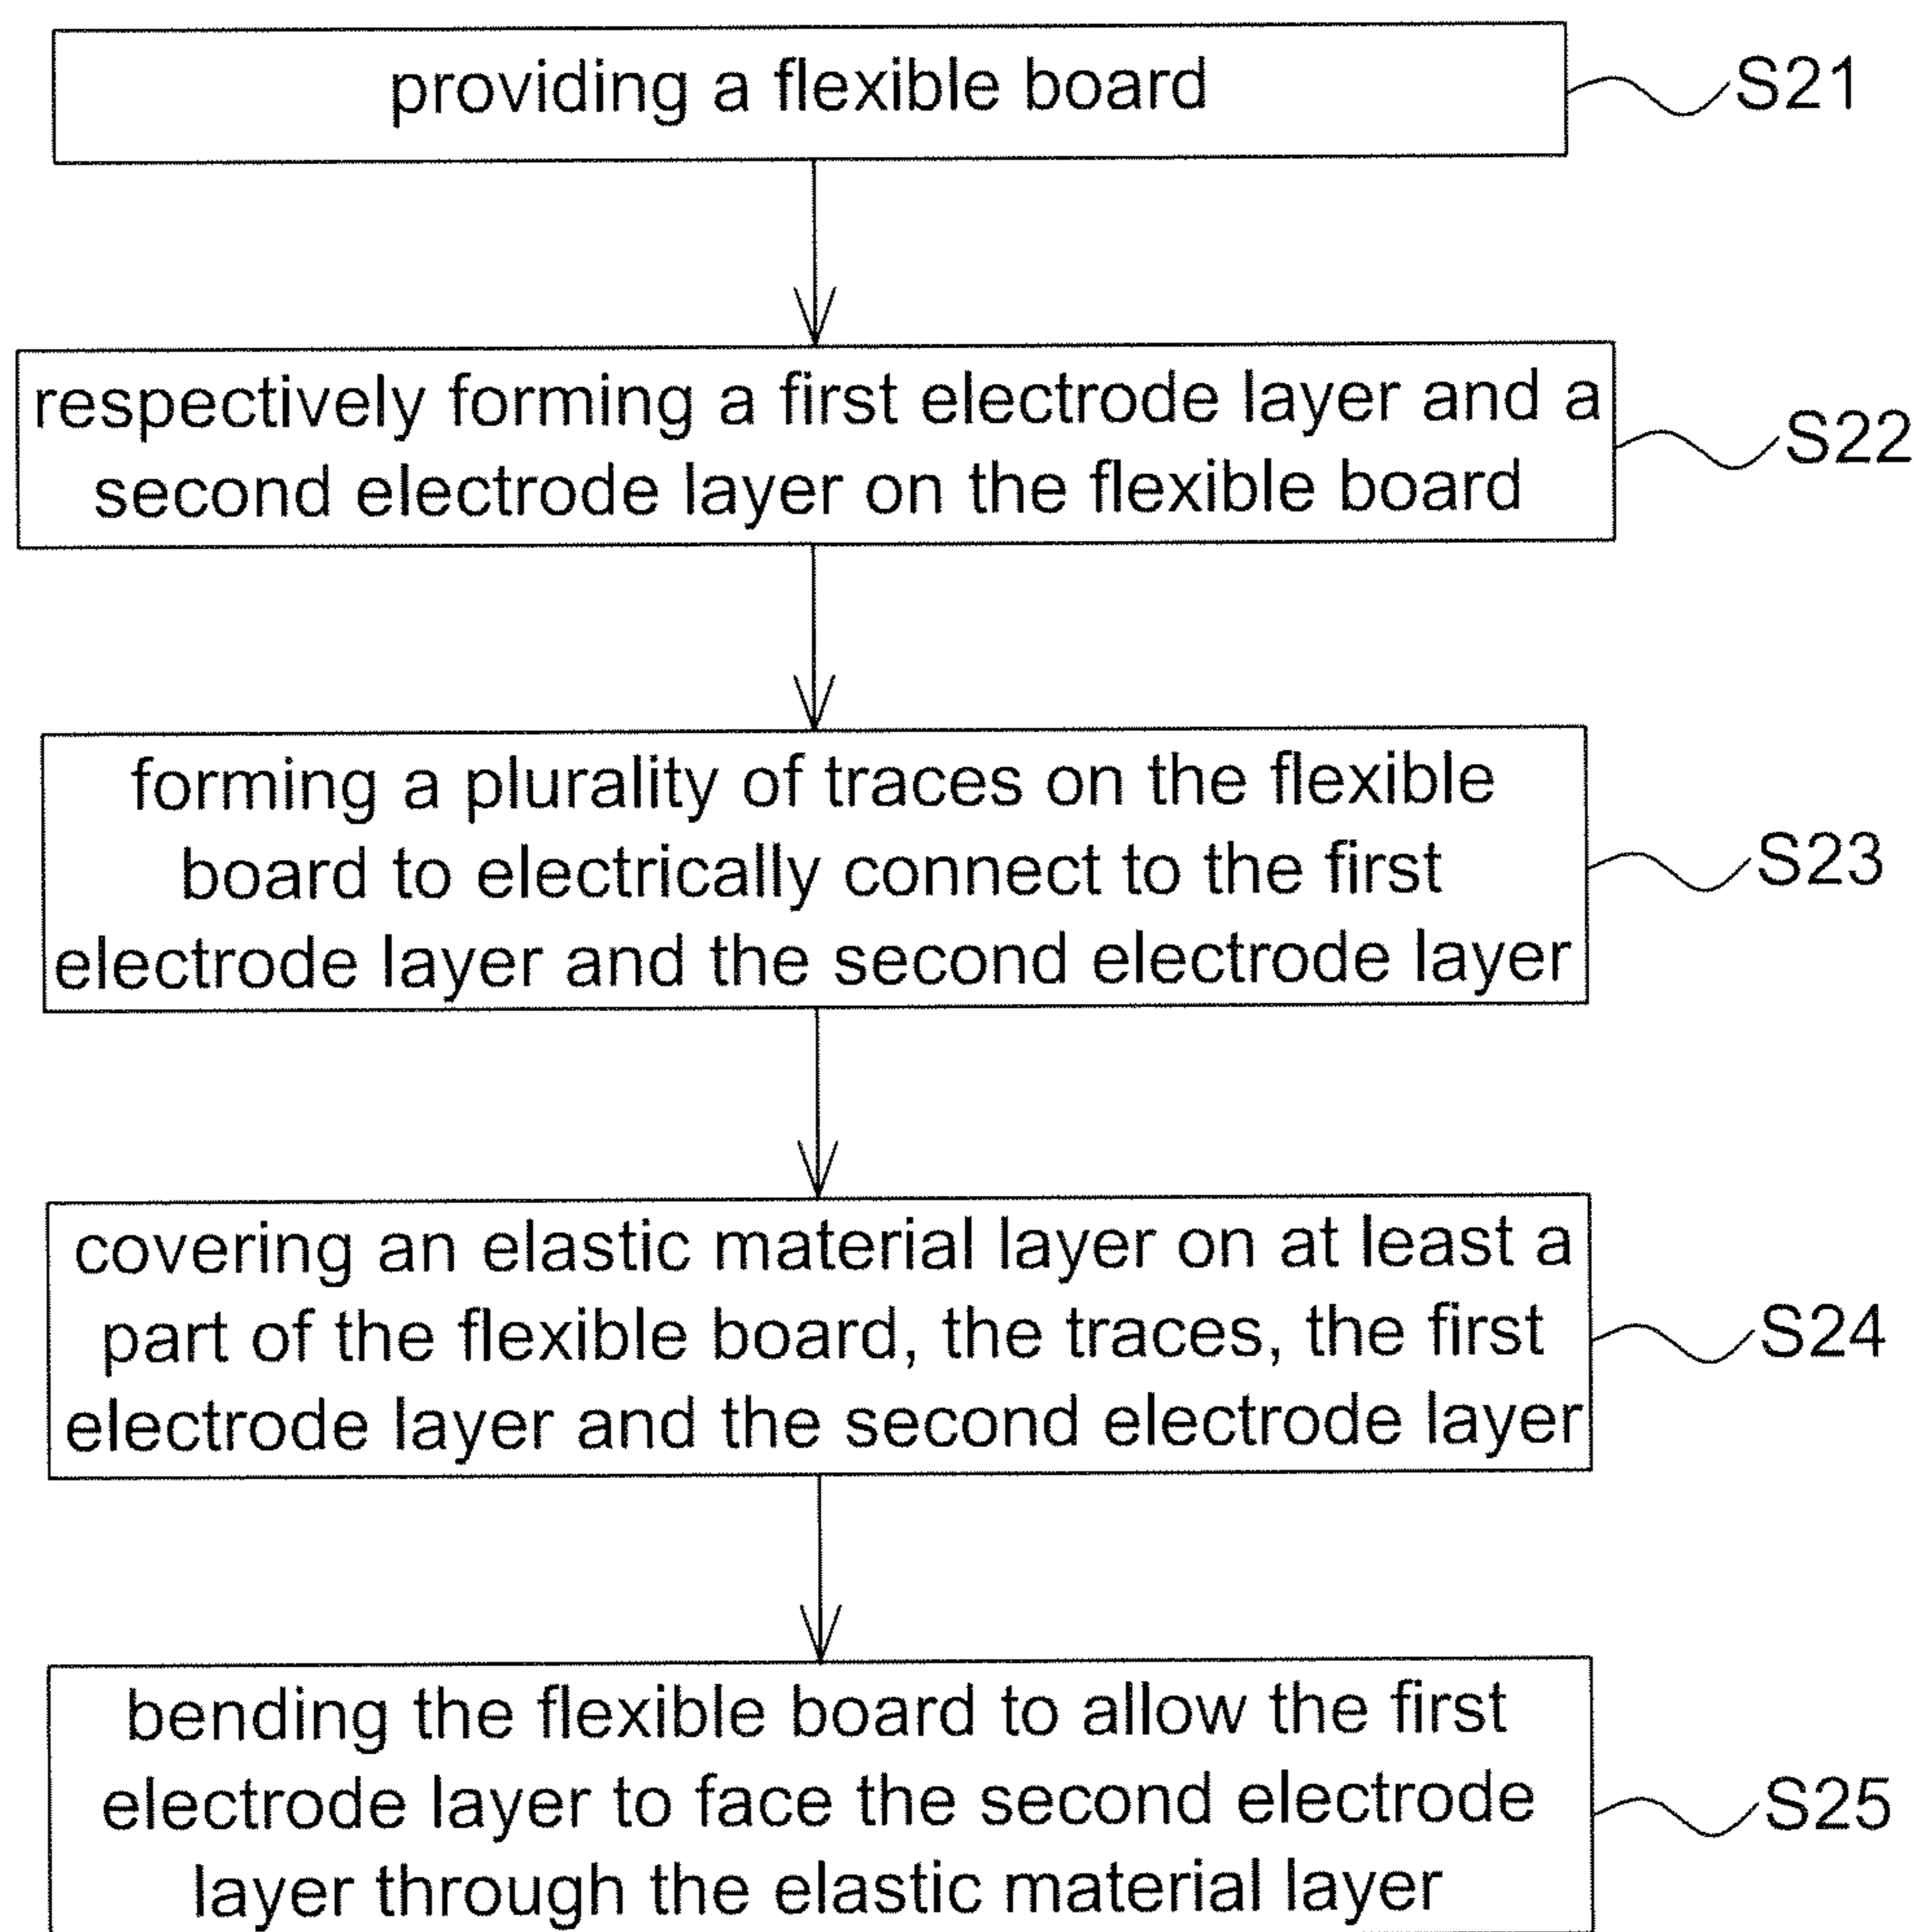 providing a flexible board
S21
respectively forming a first electrode layer and a
second electrode layer on the flexible board
S22
forming a plurality of traces on the flexible
board to electrically connect to the first
electrode layer and the second electrode layer
S23
covering an elastic material layer on at least a
part of the flexible board, the traces, the first
electrode layer and the second electrode layer
S24
bending the flexible board to allow the first
electrode layer to face the second electrode
layer through the elastic material layer
S25